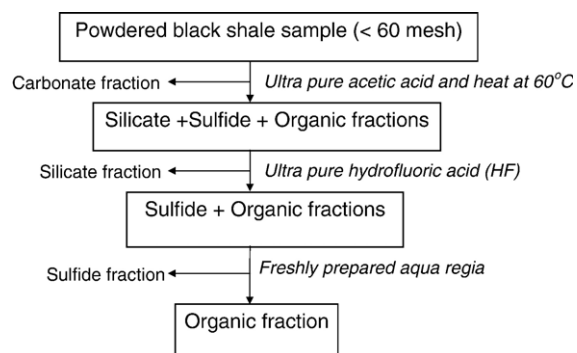 Powdered black shale sample (< 60 mesh)
Carbonate fraction
Ultra pure acetic acid and heat at 60°C
Silicate +Sulfide + Organic fractions
Silicate fraction
Ultra pure hydrofluoric acid (HF)
Sulfide + Organic fractions
Sulfide fraction
Freshly prepared aqua regia
Organic fraction